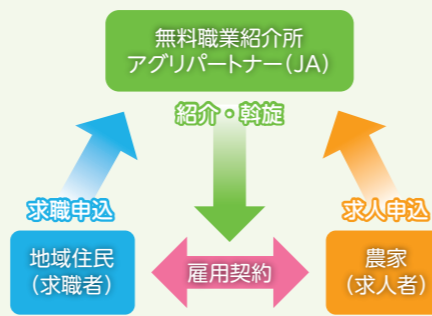 無料職業紹介所
アグリパートナー（JA）
紹介・斡旋
求職申込
求人申込
地域住民
（求職者）
雇用契約
農家
（求人者）